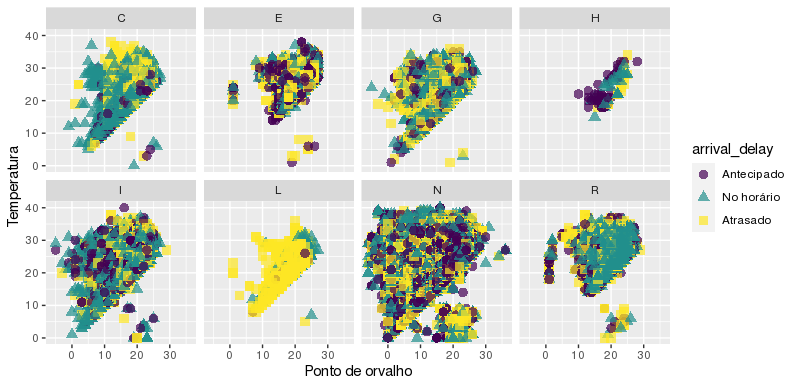 C E G H
40
30
20
10
0
I L N R
40
30
20
10
0
0 10 20 30 0 10 20 30 0 10 20 30 0 10 20 30
Temperatura
Ponto de orvalho
arrival_delay
Antecipado
No horário
Atrasado